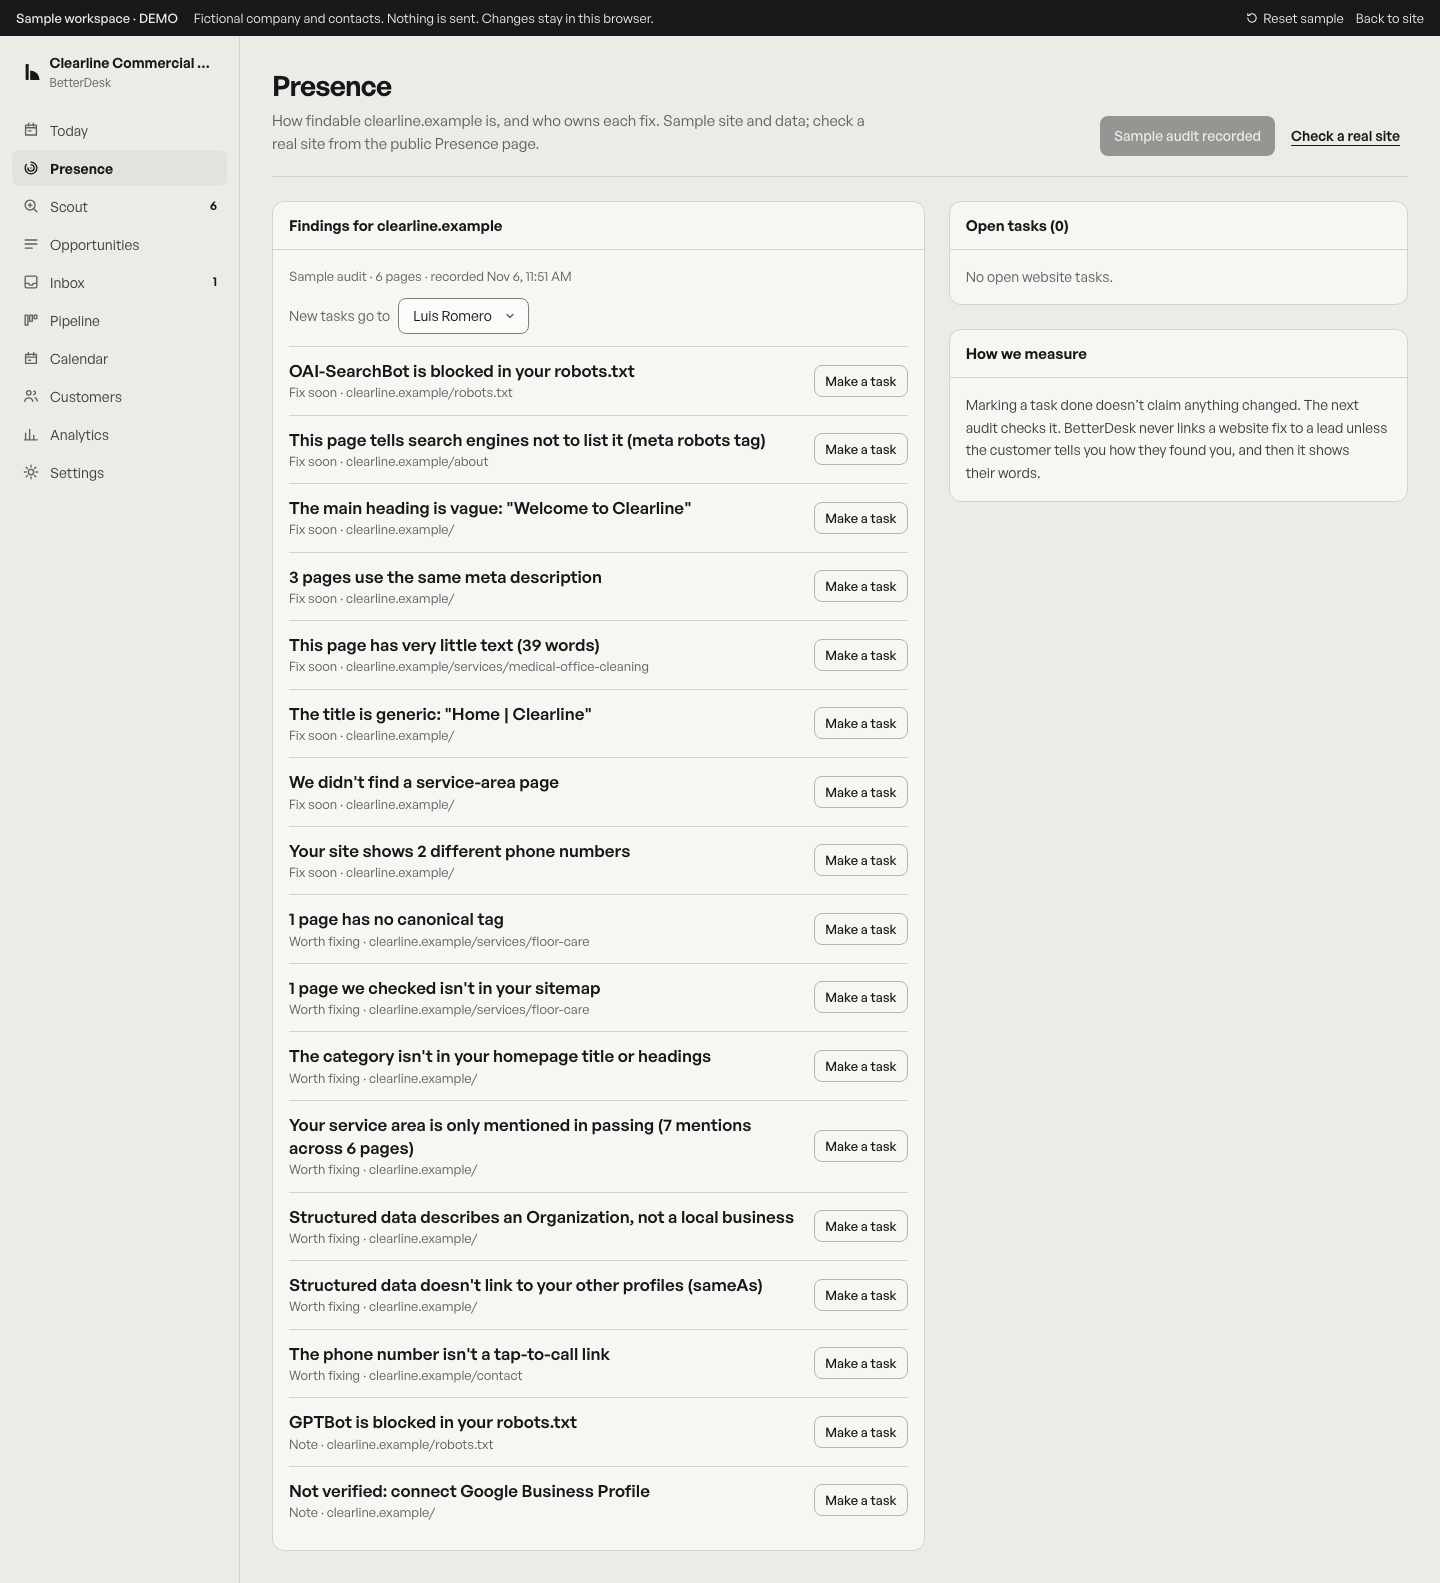 Sample workspace · DEMO
Fictional company and contacts. Nothing is sent. Changes stay in this browser.
Reset sample
Back to site
Clearline Commercial ...
BetterDesk
Today
Presence
Scout 6
Opportunities
Inbox 1
Pipeline
Calendar
Customers
Analytics
Settings
Presence
How findable clearline.example is, and who owns each fix. Sample site and data; check a
real site from the public Presence page.
Sample audit recorded
Check a real site
Findings for clearline.example
Sample audit · 6 pages · recorded Nov 6, 11:51 AM
New tasks go to Luis Romero
OAI-SearchBot is blocked in your robots.txt
Fix soon · clearline.example/robots.txt
Make a task
This page tells search engines not to list it (meta robots tag)
Fix soon · clearline.example/about
Make a task
The main heading is vague: "Welcome to Clearline"
Fix soon · clearline.example/
Make a task
3 pages use the same meta description
Fix soon · clearline.example/
Make a task
This page has very little text (39 words)
Fix soon · clearline.example/services/medical-office-cleaning
Make a task
The title is generic: "Home | Clearline"
Fix soon · clearline.example/
Make a task
We didn't find a service-area page
Fix soon · clearline.example/
Make a task
Your site shows 2 different phone numbers
Fix soon · clearline.example/
Make a task
1 page has no canonical tag
Worth fixing · clearline.example/services/floor-care
Make a task
1 page we checked isn't in your sitemap
Worth fixing · clearline.example/services/floor-care
Make a task
The category isn't in your homepage title or headings
Worth fixing · clearline.example/
Make a task
Your service area is only mentioned in passing (7 mentions
across 6 pages)
Worth fixing · clearline.example/
Make a task
Structured data describes an Organization, not a local business
Worth fixing · clearline.example/
Make a task
Structured data doesn't link to your other profiles (sameAs)
Worth fixing · clearline.example/
Make a task
The phone number isn't a tap-to-call link
Worth fixing · clearline.example/contact
Make a task
GPTBot is blocked in your robots.txt
Note · clearline.example/robots.txt
Make a task
Not verified: connect Google Business Profile
Note · clearline.example/
Make a task
Open tasks (0)
No open website tasks.
How we measure
Marking a task done doesn’t claim anything changed. The next
audit checks it. BetterDesk never links a website fix to a lead unless
the customer tells you how they found you, and then it shows
their words.